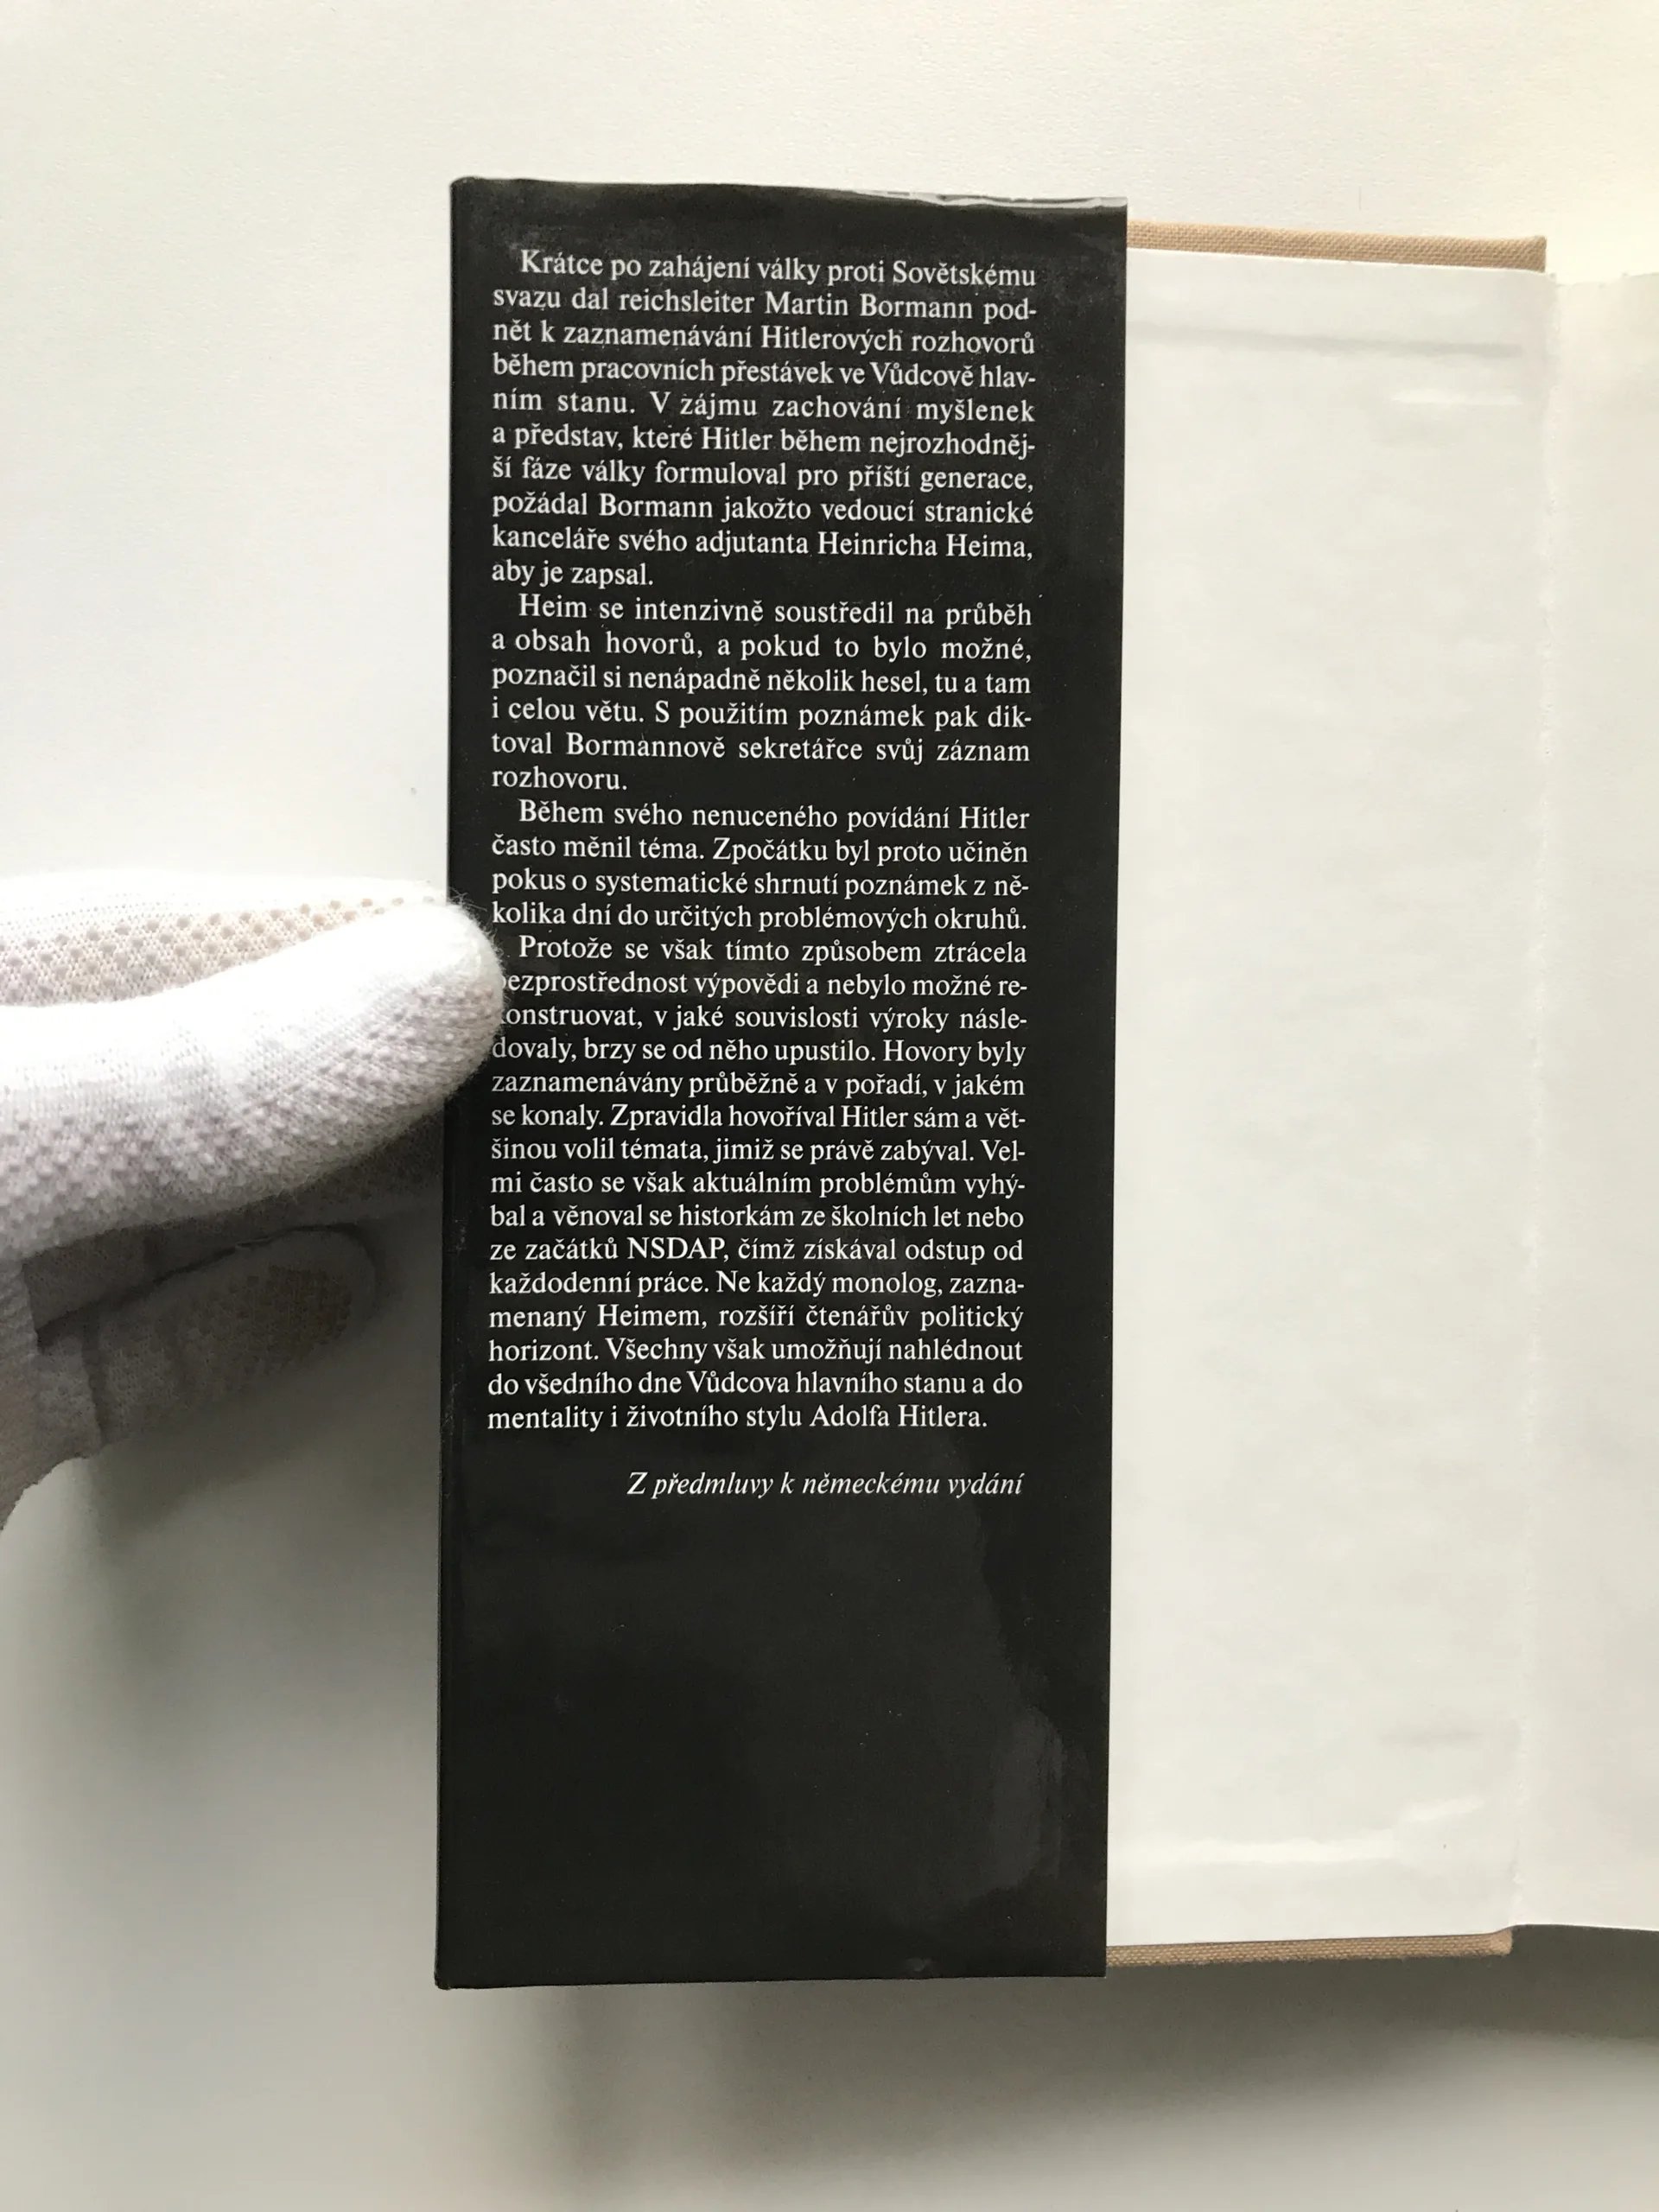 Krátce po zahájení války proti Sovětskému
svazu dal reichsleiter Martin Bormann pod-
nět k zaznamenávání Hitlerových rozhovorů
během pracovních přestávek ve Vůdcově hlav-
ním stanu. V zájmu zachování myšlenek
a představ, které Hitler během nejrozhodněj-
ší fáze války formuloval pro příští generace,
požádal Bormann jakožto vedoucí stranické
kanceláře svého adjutanta Heinricha Heima,
aby je zapsal.
Heim se intenzivně soustředil na průběh
a obsah hovorů, a pokud to bylo možné,
poznačil si nenápadně několik hesel, tu a tam
i celou větu. S použitím poznámek pak dik-
toval Bormannově sekretářce svůj záznam
rozhovoru.
Během svého nenuceného povídání Hitler
často měnil téma. Zpočátku byl proto učiněn
pokus o systematické shrnutí poznámek z ně-
kolika dní do určitých problémových okruhů.
Protože se však tímto způsobem ztrácela
ezprostřednost výpovědi a nebylo možné re-
onstruovat, v jaké souvislosti výroky násle-
dovaly, brzy se od něho upustilo. Hovory byly
zaznamenávány průběžně a v pořadí, v jakém
se konaly. Zpravidla hovoříval Hitler sám a vět-
šinou volil témata, jimiž se právě zabýval. Vel-
mi často se však aktuálním problémům vyhý-
bal a věnoval se historkám ze školních let nebo
ze začátků NSDAP, čímž získával odstup od
každodenní práce. Ne každý monolog, zazna-
menaný Heimem, rozšíří čtenářův politický
horizont. Všechny však umožňují nahlédnout
do všedního dne Vůdcova hlavního stanu a do
mentality i životního stylu Adolfa Hitlera.
Z předmluvy k německému vydání